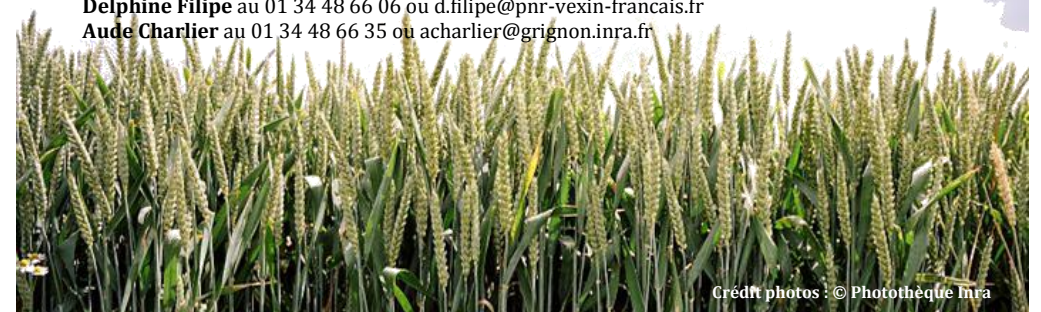 Delphine Filipe au 01 34 48 66 06 ou d.filipe@pnr-vexin-francais.fr
Aude Charlier au 01 34 48 66 35 ou acharlier@grignon.inra.fr
Crédit photos : © Photothèque Inra